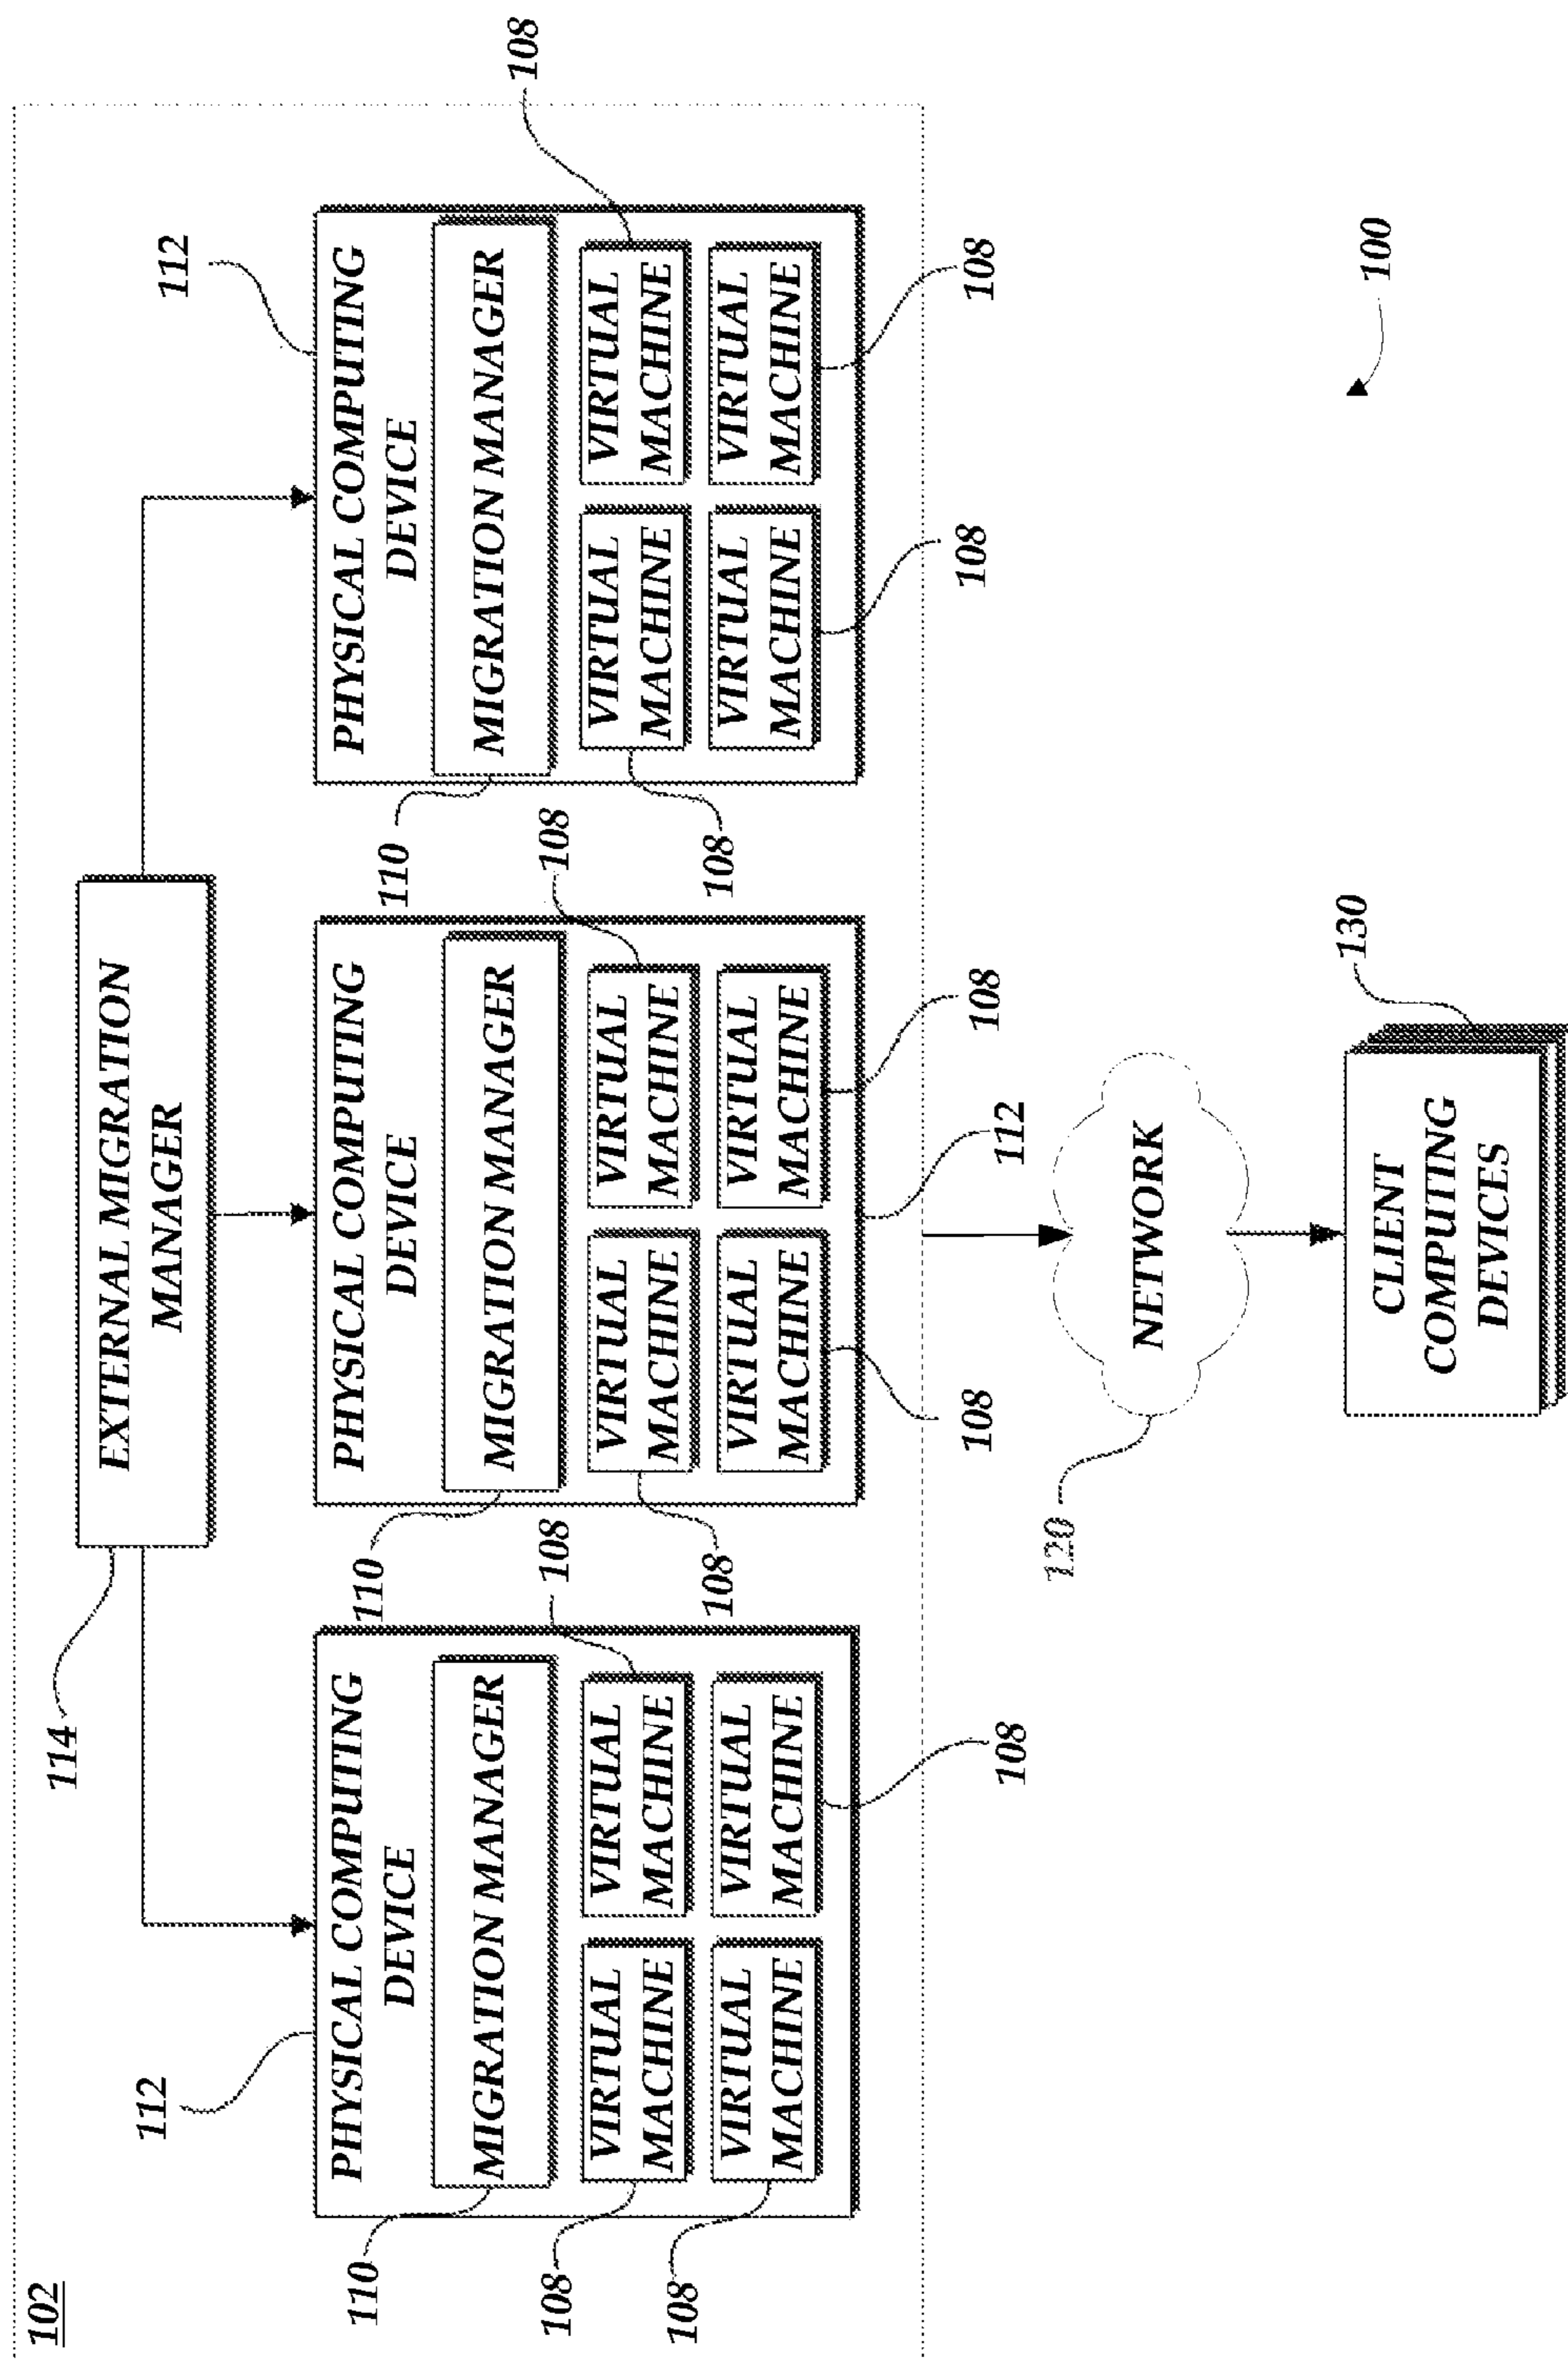 102
114
EXTERNAL MIGRATION
MANAGER
112
PHYSICAL COMPUTING
DEVICE
110
MIGRATION MANAGER
108
108
VIRTUAL
MACHINE
VIRTUAL
MACHINE
108
VIRTUAL
MACHINE
VIRTUAL
MACHINE
108
PHYSICAL COMPUTING
DEVICE
110
MIGRATION MANAGER
108
108
VIRTUAL
MACHINE
VIRTUAL
MACHINE
VIRTUAL
MACHINE
VIRTUAL
MACHINE
108
108
112
112
PHYSICAL COMPUTING
DEVICE
110
MIGRATION MANAGER
108
108
VIRTUAL
MACHINE
VIRTUAL
MACHINE
VIRTUAL
MACHINE
VIRTUAL
MACHINE
108
108
120
NETWORK
130
100
CLIENT
COMPUTING
DEVICES